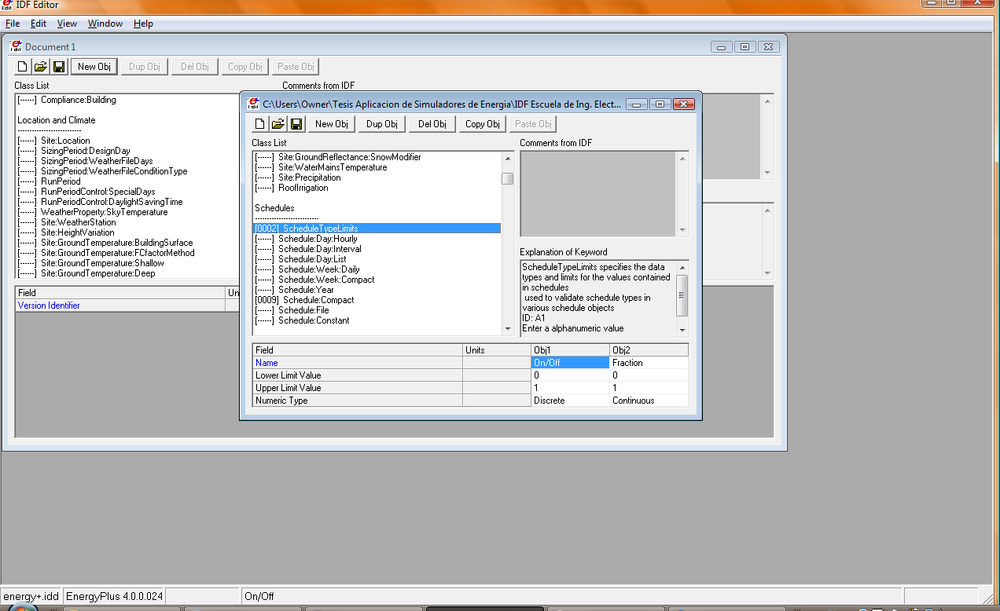 IDF Editor
File Edit View Window Help
Document 1
New Obj Dup Obj Del Obj Copy Obj Paste Obj
Class List Comments from IDF
[-----] Compliance:Building
Location and Climate
-------------------------
[-----] Site:Location
[-----] SizingPeriod:DesignDay
[-----] SizingPeriod:WeatherFileDays
[-----] SizingPeriod:WeatherFileConditionType
[-----] RunPeriod
[-----] RunPeriodControl:SpecialDays
[-----] RunPeriodControl:DaylightSavingTime
[-----] WeatherProperty:SkyTemperature
[-----] Site:WeatherStation
[-----] Site:HeightVariation
[-----] Site:GroundTemperature:BuildingSurface
[-----] Site:GroundTemperature:FCfactorMethod
[-----] Site:GroundTemperature:Shallow
[-----] Site:GroundTemperature:Deep
Field Un
Version Identifier
C:\Users\Owner\Tesis Aplicacion de Simuladores de Energia\IDF Escuela de Ing. Elect...
New Obj Dup Obj Del Obj Copy Obj Paste Obj
Class List Comments from IDF
[-----] Site:GroundReflectance:SnowModifier
[-----] Site:WaterMainsTemperature
[-----] Site:Precipitation
[-----] RoofIrrigation
Schedules
-------------------------
[0002] ScheduleTypeLimits
[-----] Schedule:Day:Hourly
[-----] Schedule:Day:Interval
[-----] Schedule:Day:List
[-----] Schedule:Week:Daily
[-----] Schedule:Week:Compact
[-----] Schedule:Year
[0009] Schedule:Compact
[-----] Schedule:File
[-----] Schedule:Constant
Explanation of Keyword
ScheduleTypeLimits specifies the data
types and limits for the values contained
in schedules
used to validate schedule types in
various schedule objects
ID: A1
Enter a alphanumeric value
Field Units Obj1 Obj2
Name On/Off Fraction
Lower Limit Value 0 0
Upper Limit Value 1 1
Numeric Type Discrete Continuous
energy+.idd EnergyPlus 4.0.0.024 On/Off